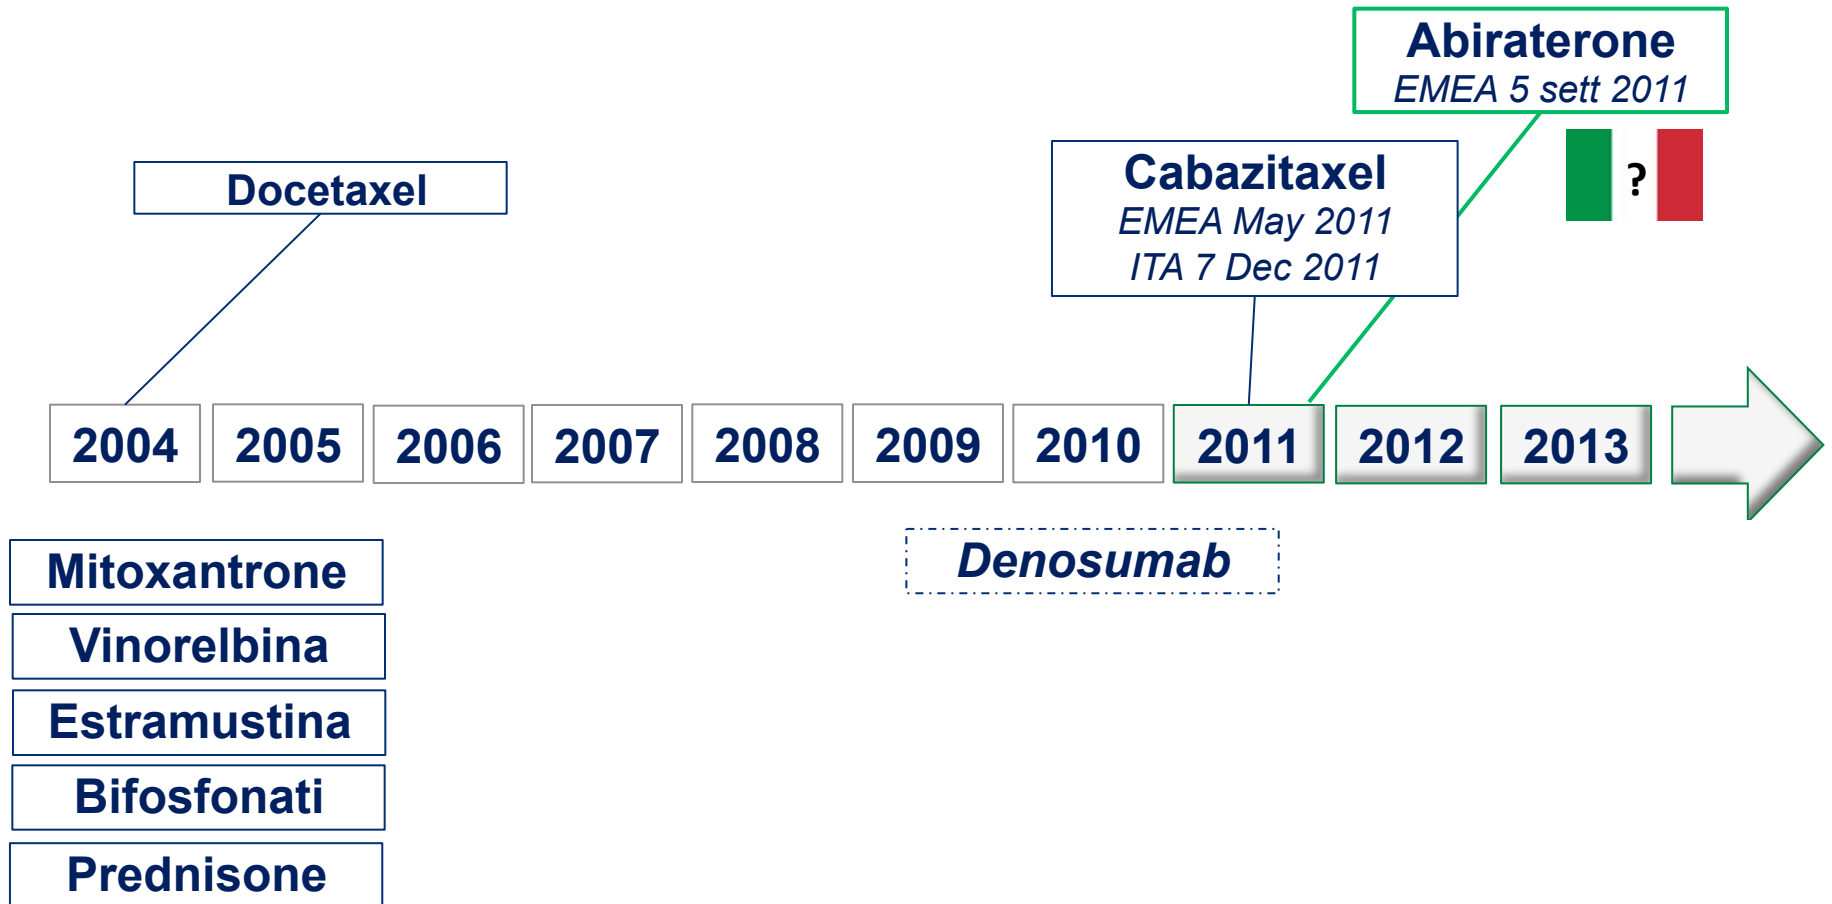 Abiraterone
EMEA 5 sett 2011
?
Docetaxel
Cabazitaxel
EMEA May 2011
ITA 7 Dec 2011
2004
2005
2006
2007
2008
2009
2010
2011
2012
2013
Denosumab
Mitoxantrone
Vinorelbina
Estramustina
Bifosfonati
Prednisone